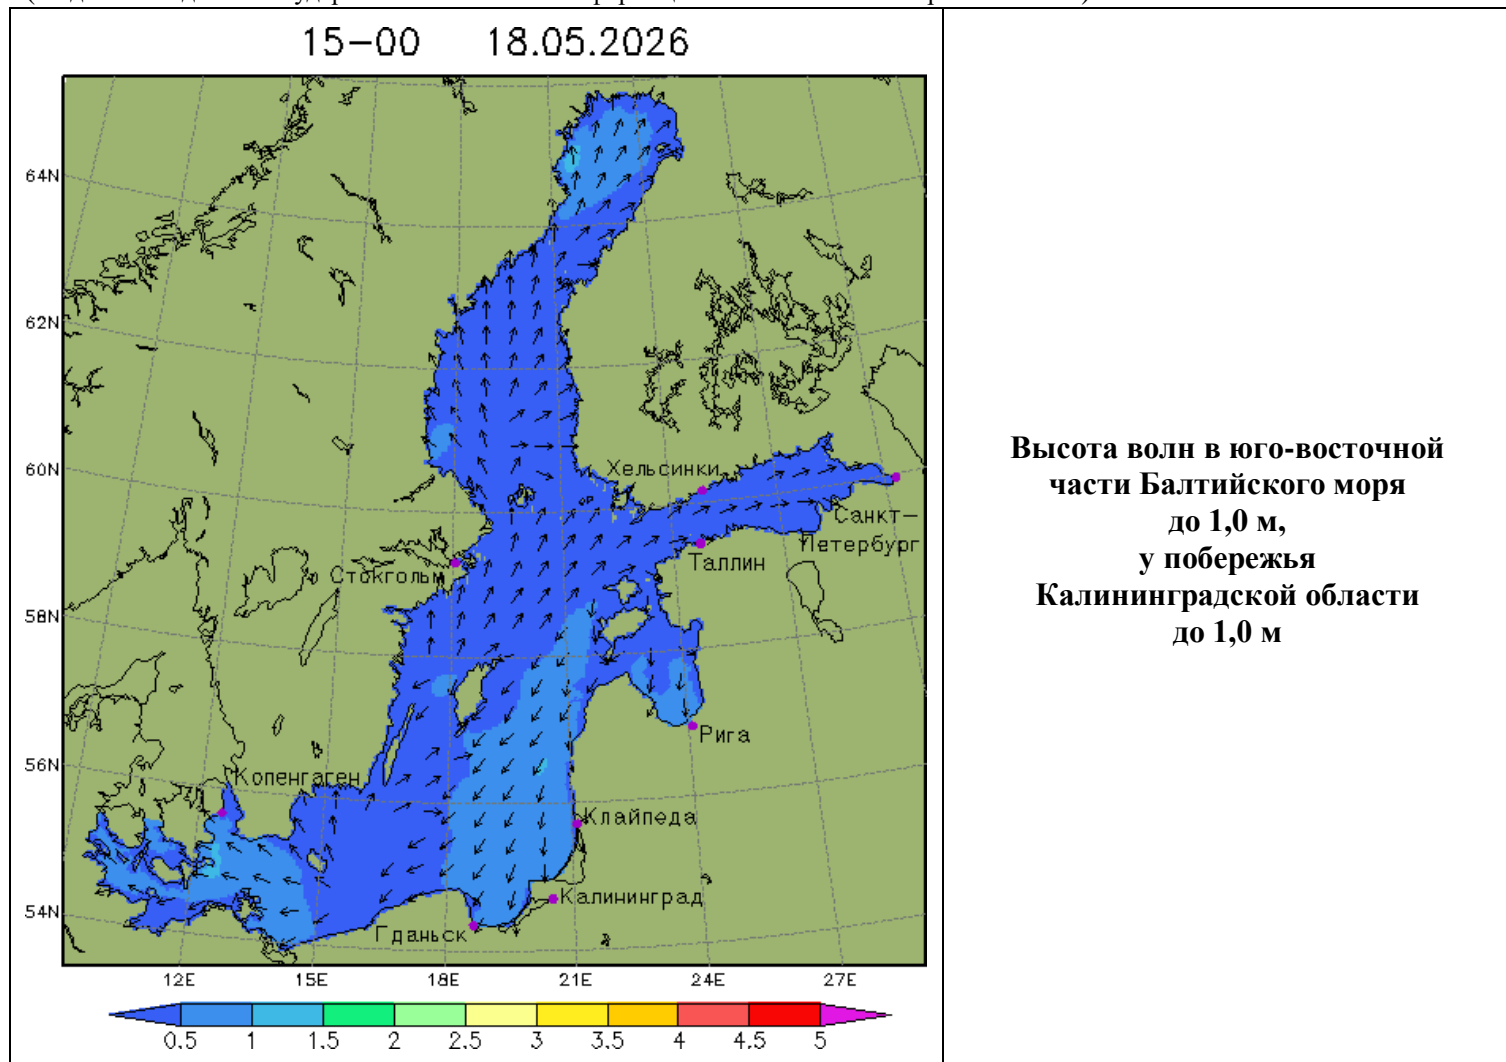 15-00 18.05.2026
64N
62N
60N
58N
56N
54N
Хельсинки
Санкт-
Петербург
Таллин
Стокгольм
Рига
Копенгаген
Клайпеда
Калининград
Гданьск
12E 15E 18E 21E 24E 27E
0.5 1 1.5 2 2.5 3 3.5 4 4.5 5
Высота волн в юго-восточной
части Балтийского моря
до 1,0 м,
у побережья
Калининградской области
до 1,0 м